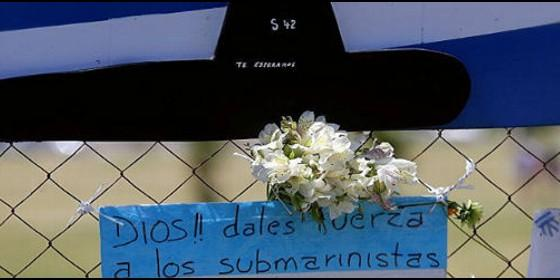 S 42
TE ESPERAMOS
DIOS!! dales fuerza
a los submarinistas